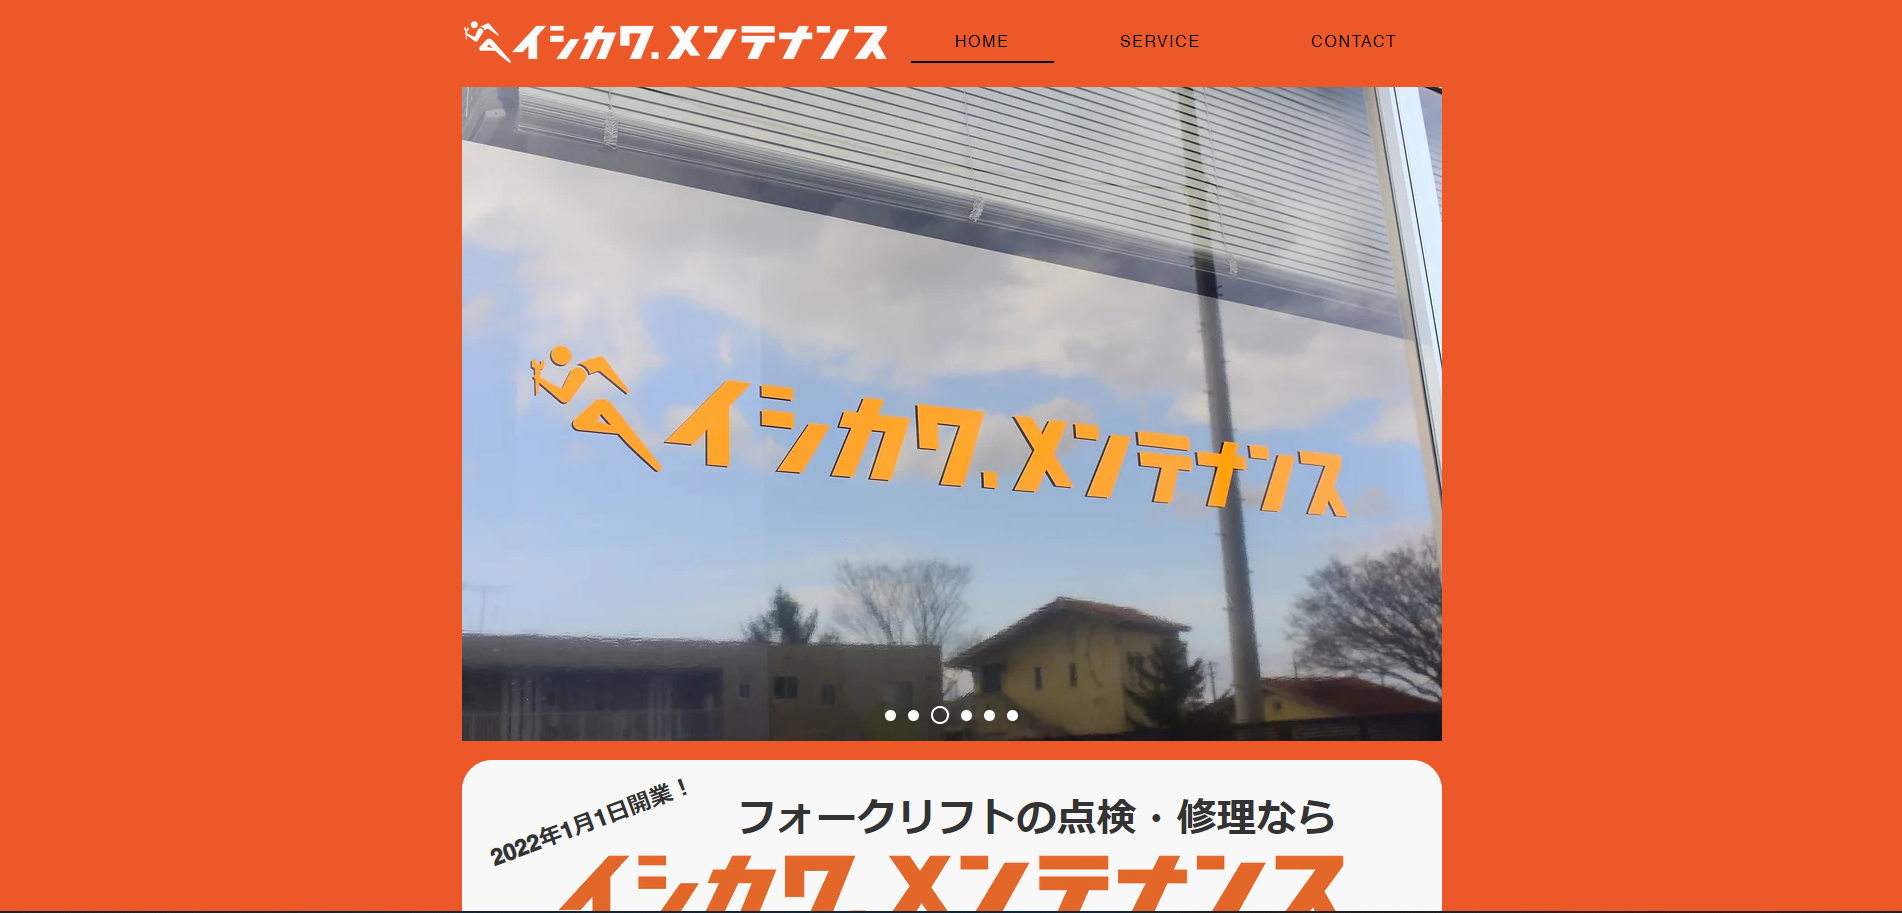 イシカワ.メンテナンス
HOME
SERVICE
CONTACT
イシカワ.メンテナンス
2022年1月1日開業！
フォークリフトの点検・修理なら
イシカワ.メンテナンス